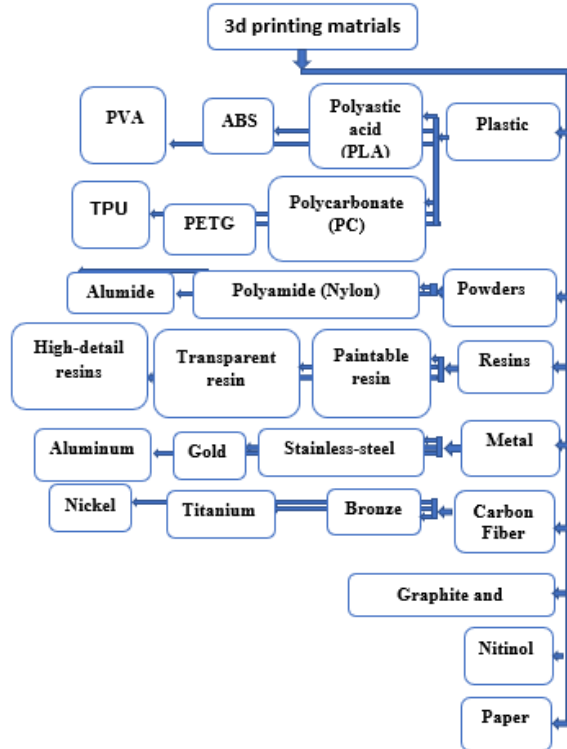 3d printing matrials
PVA
ABS
Polyastic
acid
(PLA)
Plastic
TPU
PETG
Polycarbonate
(PC)
Alumide
Polyamide (Nylon)
Powders
High-detail
resins
Transparent
resin
Paintable
resin
Resins
Aluminum
Gold
Stainless-steel
Metal
Nickel
Titanium
Bronze
Carbon
Fiber
Graphite and
Nitinol
Paper